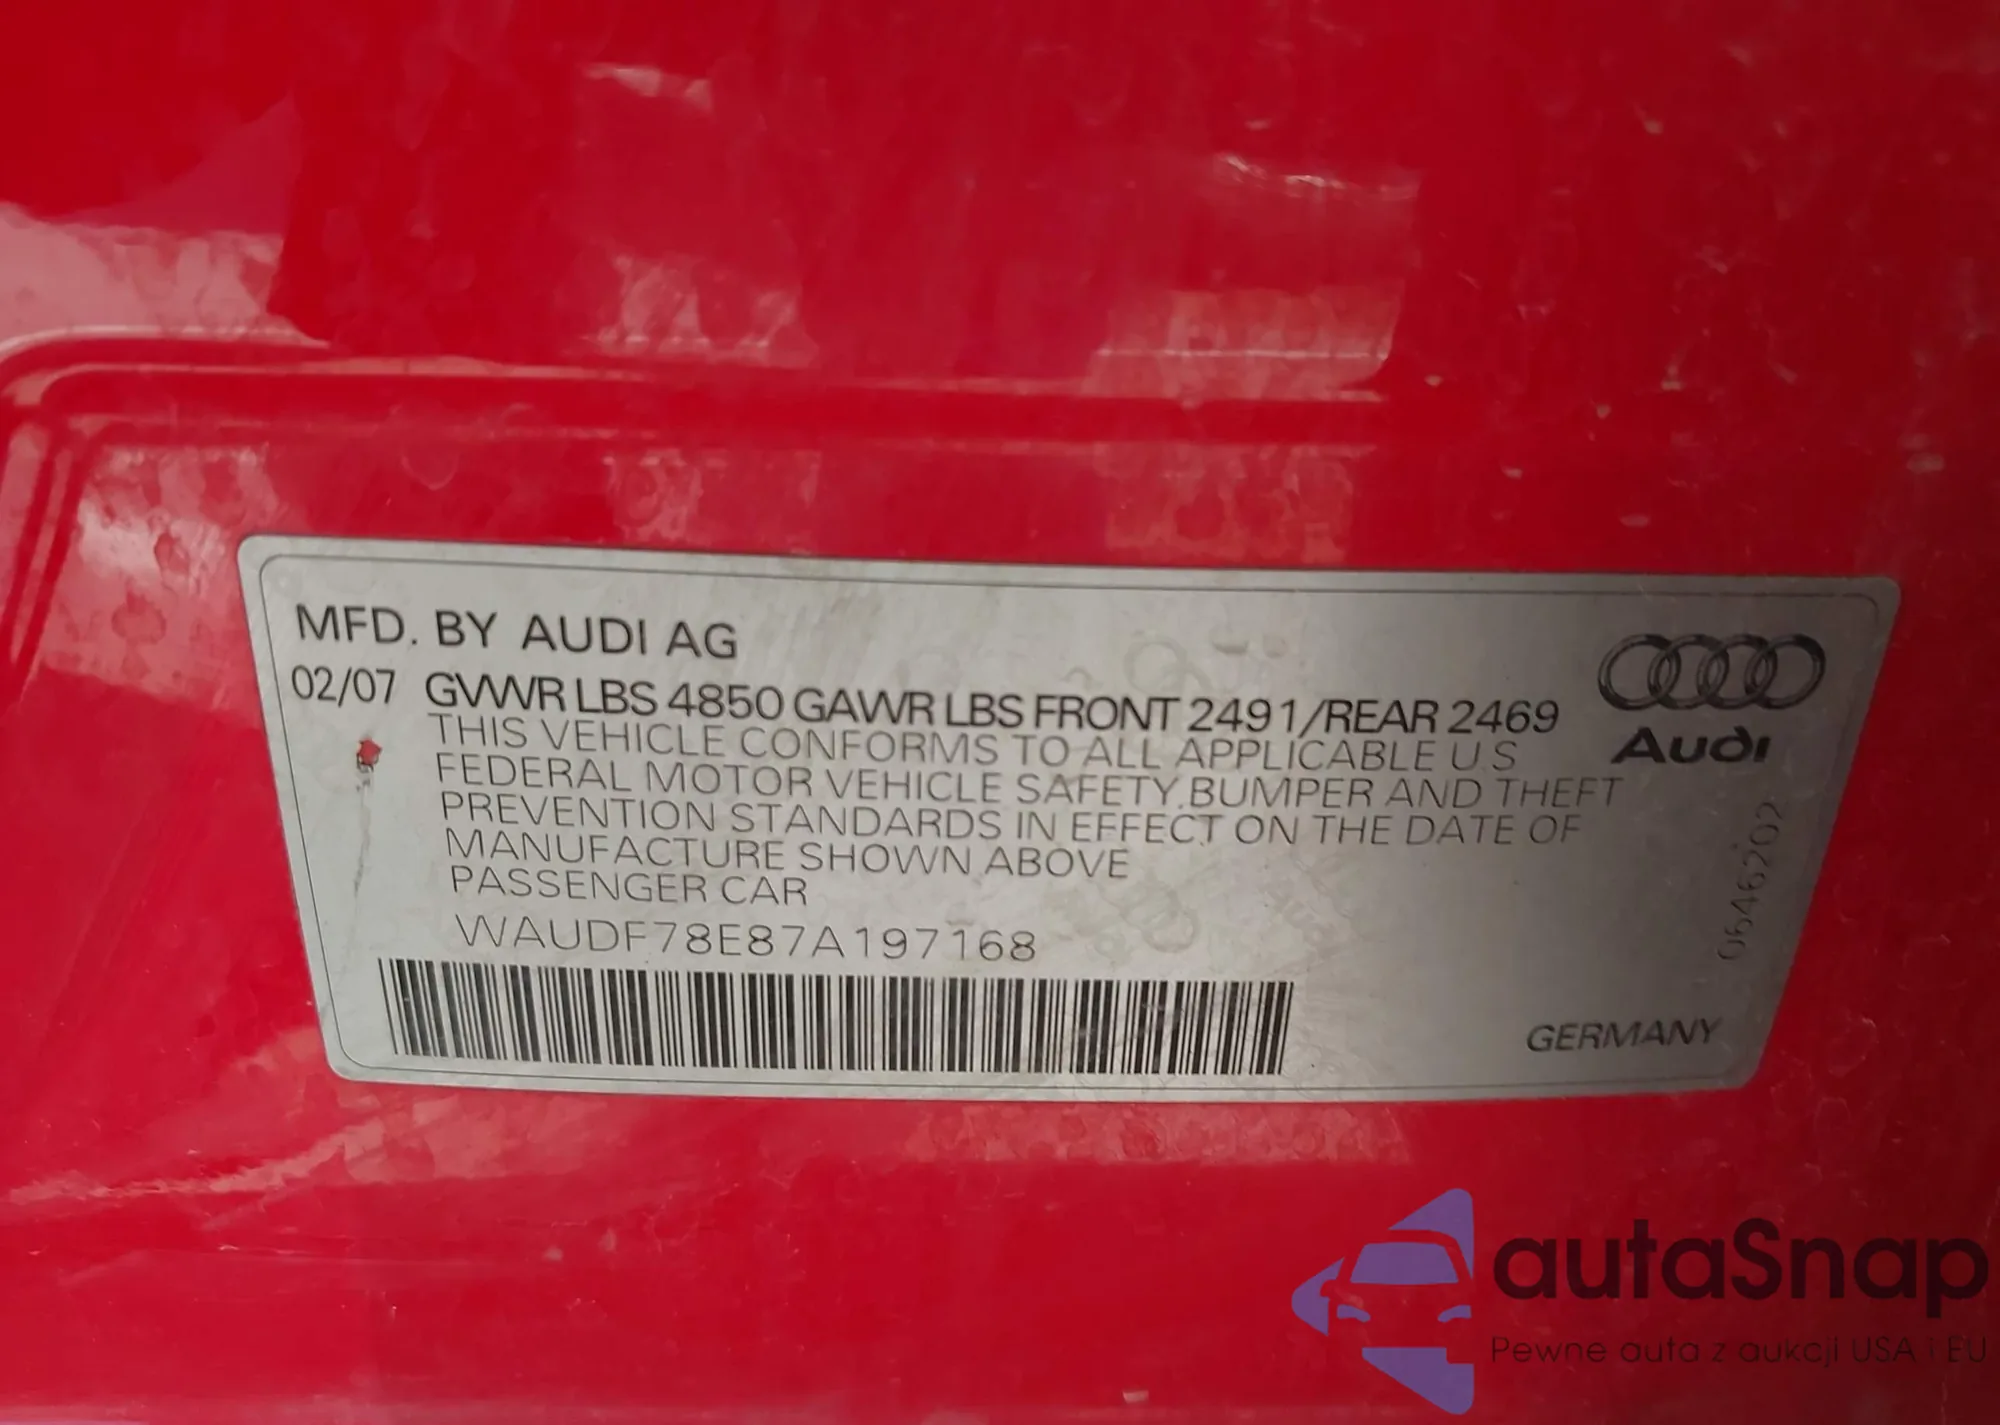 MFD. BY AUDI AG
02/07 GVWR LBS 4850 GAWR LBS FRONT 2491/REAR 2469
THIS VEHICLE CONFORMS TO ALL APPLICABLE U.S
FEDERAL MOTOR VEHICLE SAFETY, BUMPER AND THEFT
PREVENTION STANDARDS IN EFFECT ON THE DATE OF
MANUFACTURE SHOWN ABOVE
PASSENGER CAR
WAUDF78E87A197168
Audi
0646202
GERMANY
autaSnap
Pewne auta z aukcji USA i EU